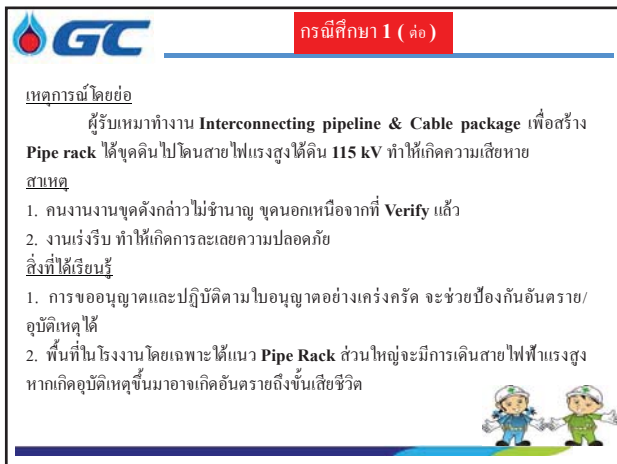 GC
กรณีศึกษา 1 ( ต่อ )
เหตุการณ์โดยย่อ
ผู้รับเหมาทำงาน Interconnecting pipeline & Cable package เพื่อสร้าง
Pipe rack ได้ขุดดินไปโดนสายไฟแรงสูงใต้ดิน 115 kV ทำให้เกิดความเสียหาย
สาเหตุ
1. คนงานงานขุดดังกล่าวไม่ชำนาญ ขุดนอกเหนือจากที่ Verify แล้ว
2. งานเร่งรีบ ทำให้เกิดการละเลยความปลอดภัย
สิ่งที่ได้เรียนรู้
1. การขออนุญาตและปฏิบัติตามใบอนุญาตอย่างเคร่งครัด จะช่วยป้องกันอันตราย/
อุบัติเหตุได้
2. พื้นที่ในโรงงานโดยเฉพาะใต้แนว Pipe Rack ส่วนใหญ่จะมีการเดินสายไฟฟ้าแรงสูง
หากเกิดอุบัติเหตุขึ้นมาอาจเกิดอันตรายถึงขั้นเสียชีวิต